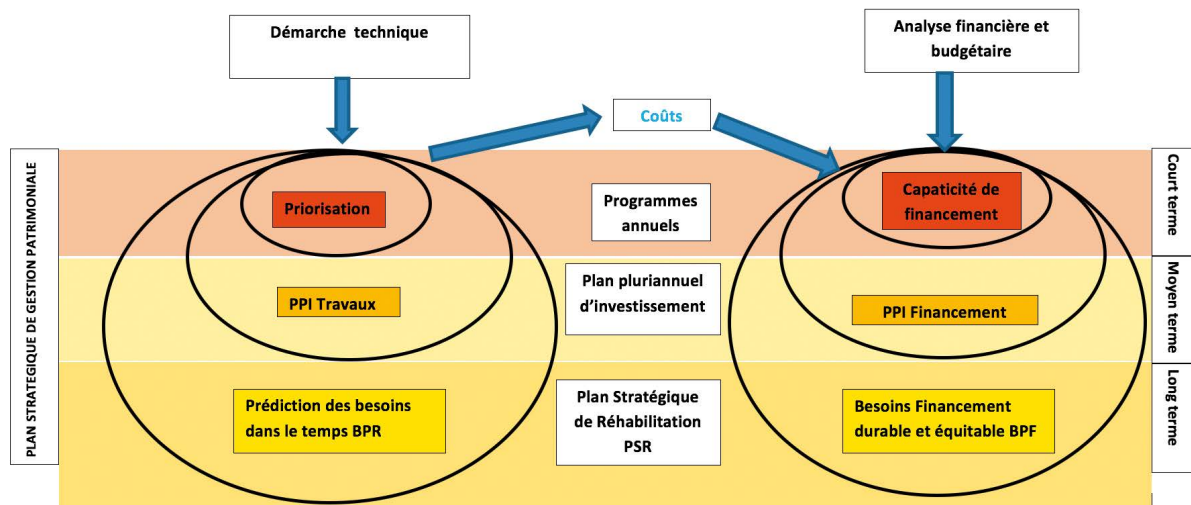 Démarche technique
Analyse financière et
budgétaire
Coûts
PLAN STRATEGIQUE DE GESTION PATRIMONIALE
Court terme
Priorisation
Programmes
annuels
Capaticité de
financement
Moyen terme
PPI Travaux
Plan pluriannuel
d’investissement
PPI Financement
Long terme
Prédiction des besoins
dans le temps BPR
Plan Stratégique
de Réhabilitation
PSR
Besoins Financement
durable et équitable BPF